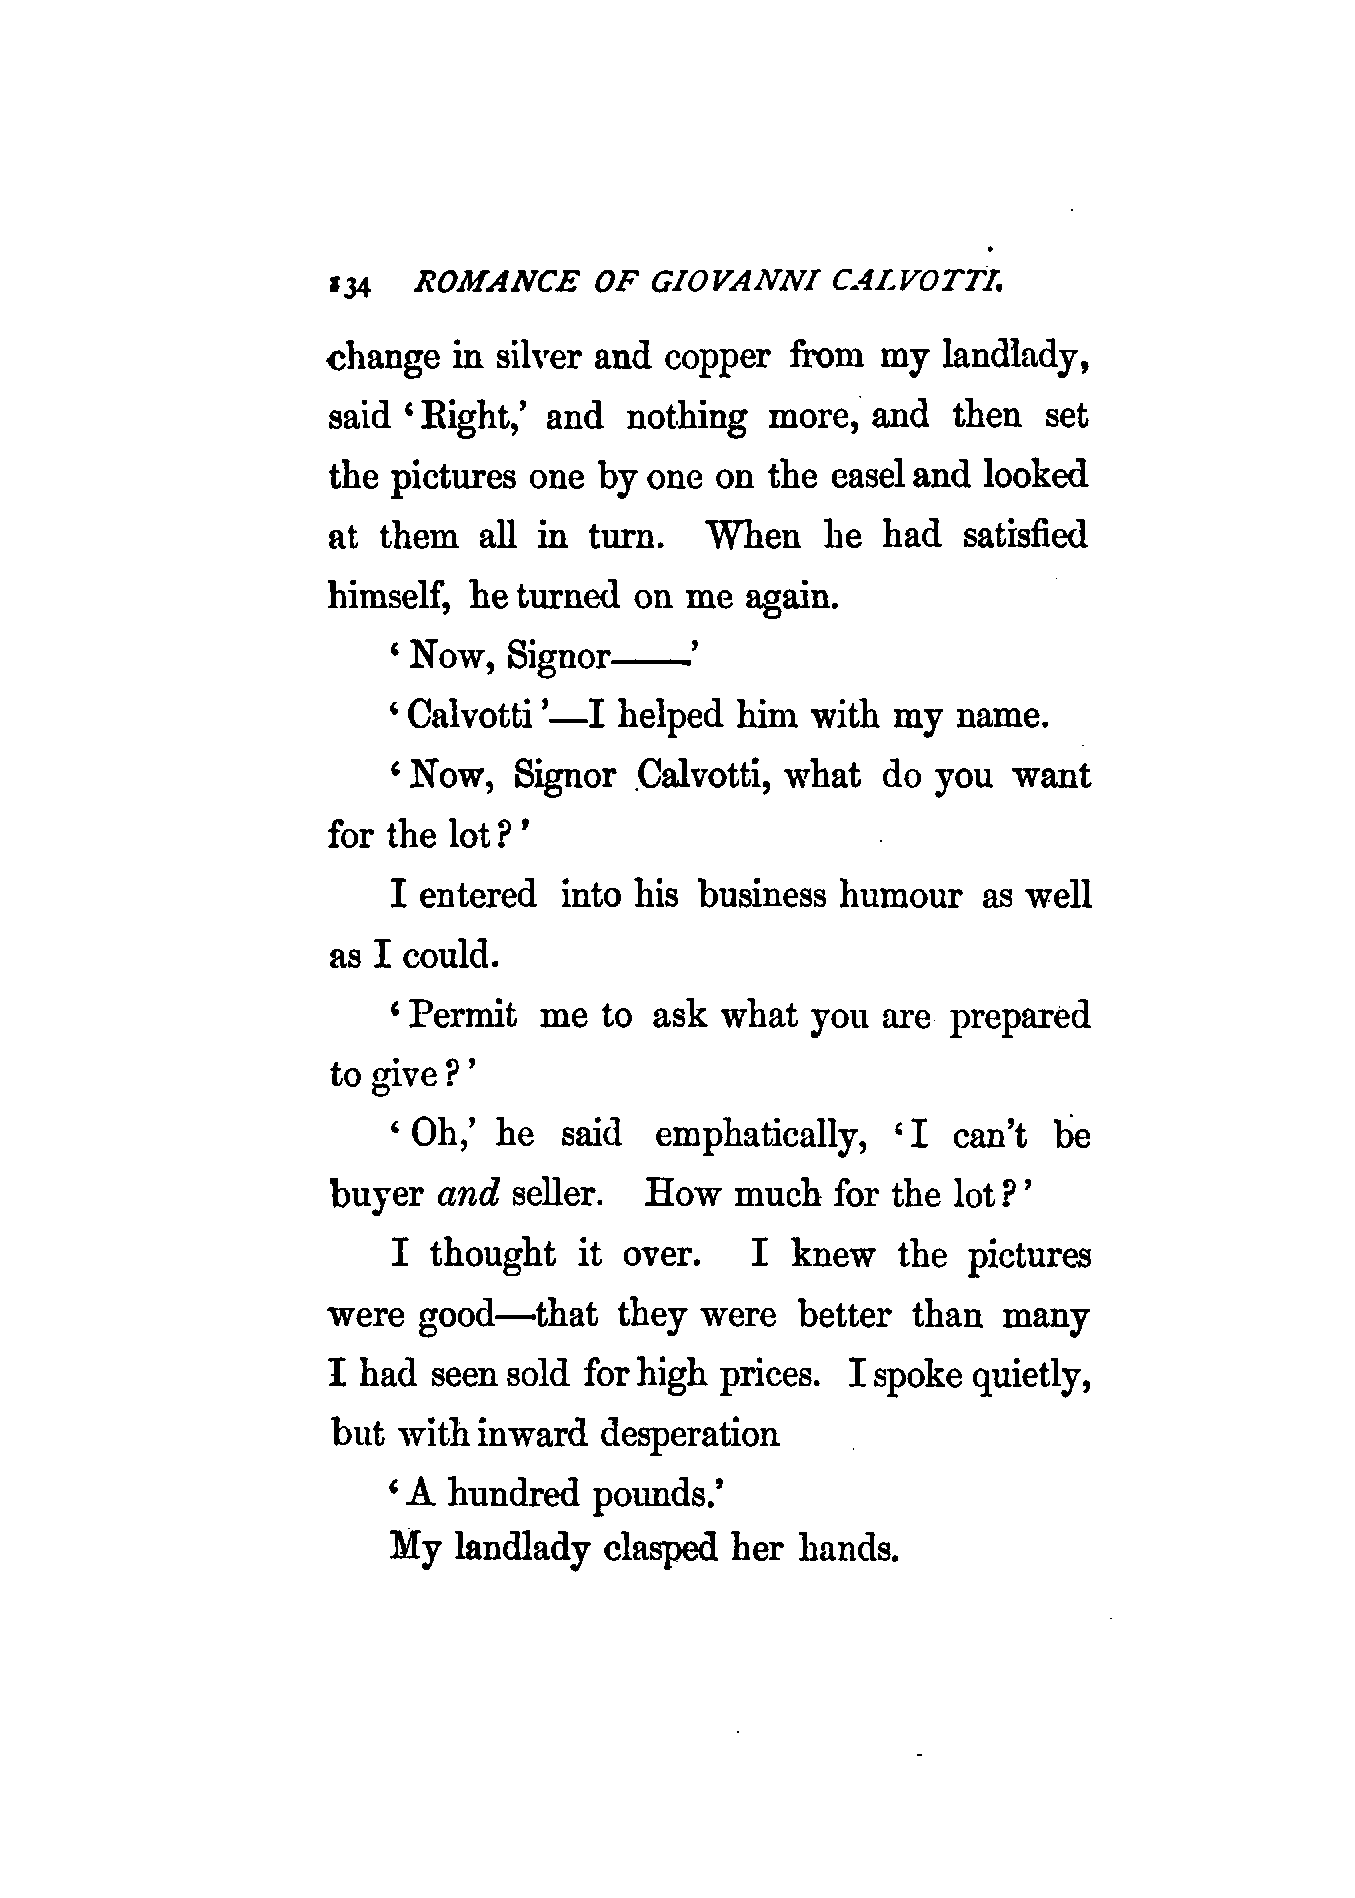 134 ROMANCE OF GIOVANNI CALVOTTI.
change in silver and copper from my landlady,
said ‘Right,’ and nothing more, and then set
the pictures one by one on the easel and looked
at them all in turn. When he had satisfied
himself, he turned on me again.
‘Now, Signor——’
‘Calvotti’—I helped him with my name.
‘Now, Signor Calvotti, what do you want
for the lot?’
I entered into his business humour as well
as I could.
‘Permit me to ask what you are prepared
to give?’
‘Oh,’ he said emphatically, ‘I can't be
buyer and seller. How much for the lot?’
I thought it over. I knew the pictures
were good—that they were better than many
I had seen sold for high prices. I spoke quietly,
but with inward desperation
‘A hundred pounds.’
My landlady clasped her hands.